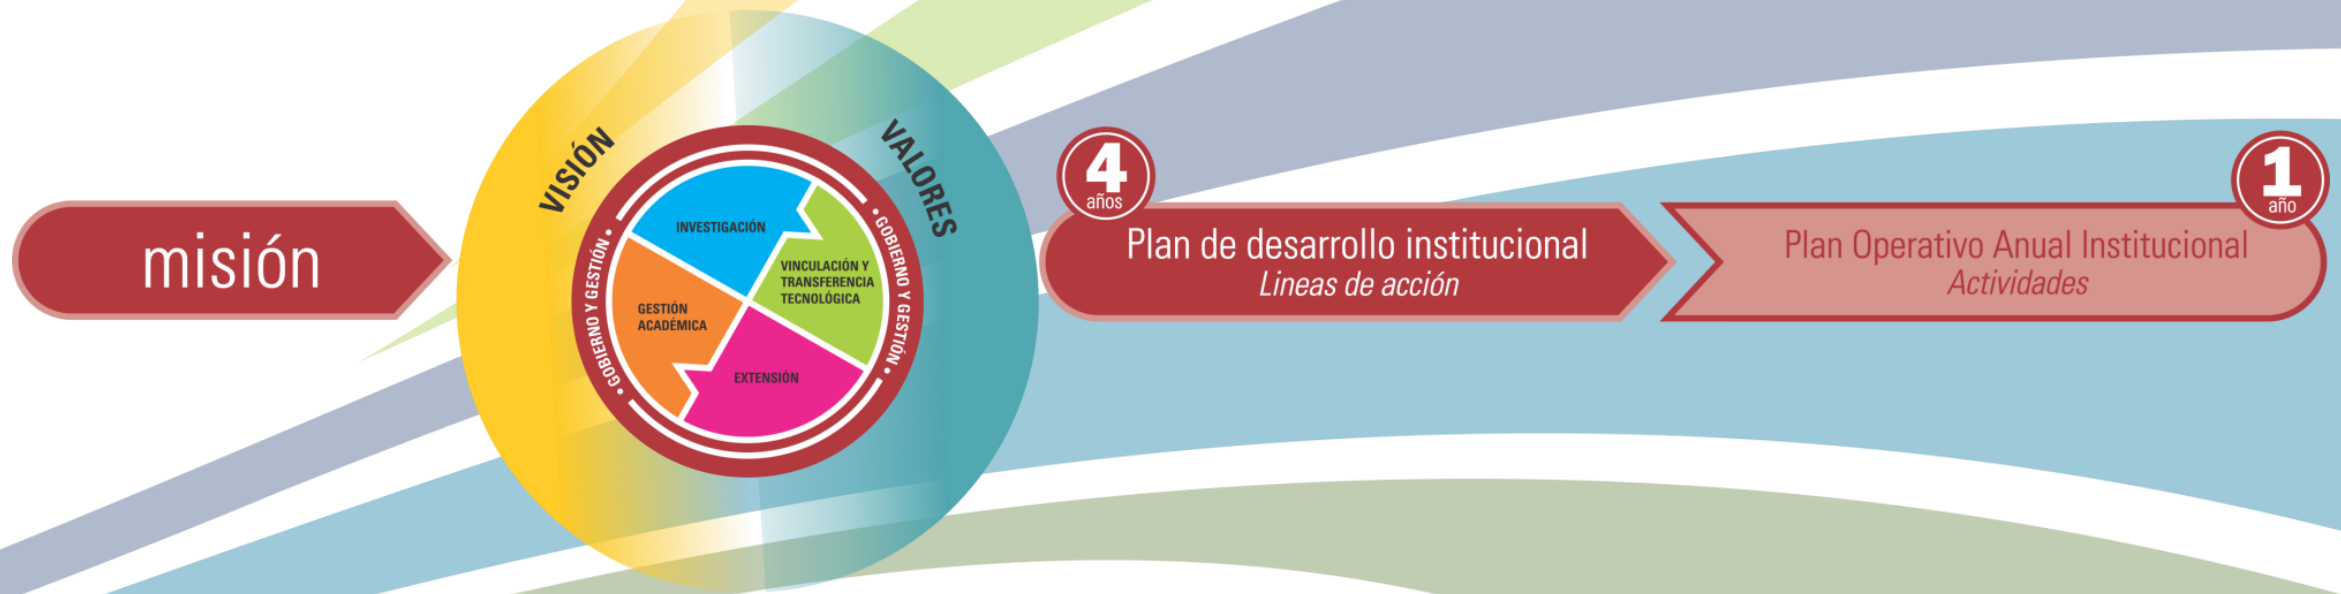 misión
VISIÓN
VALORES
• GOBIERNO Y GESTIÓN •
• GOBIERNO Y GESTIÓN •
INVESTIGACIÓN
VINCULACIÓN Y
TRANSFERENCIA
TECNOLÓGICA
GESTIÓN
ACADÉMICA
EXTENSIÓN
4
años
Plan de desarrollo institucional
Lineas de acción
1
año
Plan Operativo Anual Institucional
Actividades